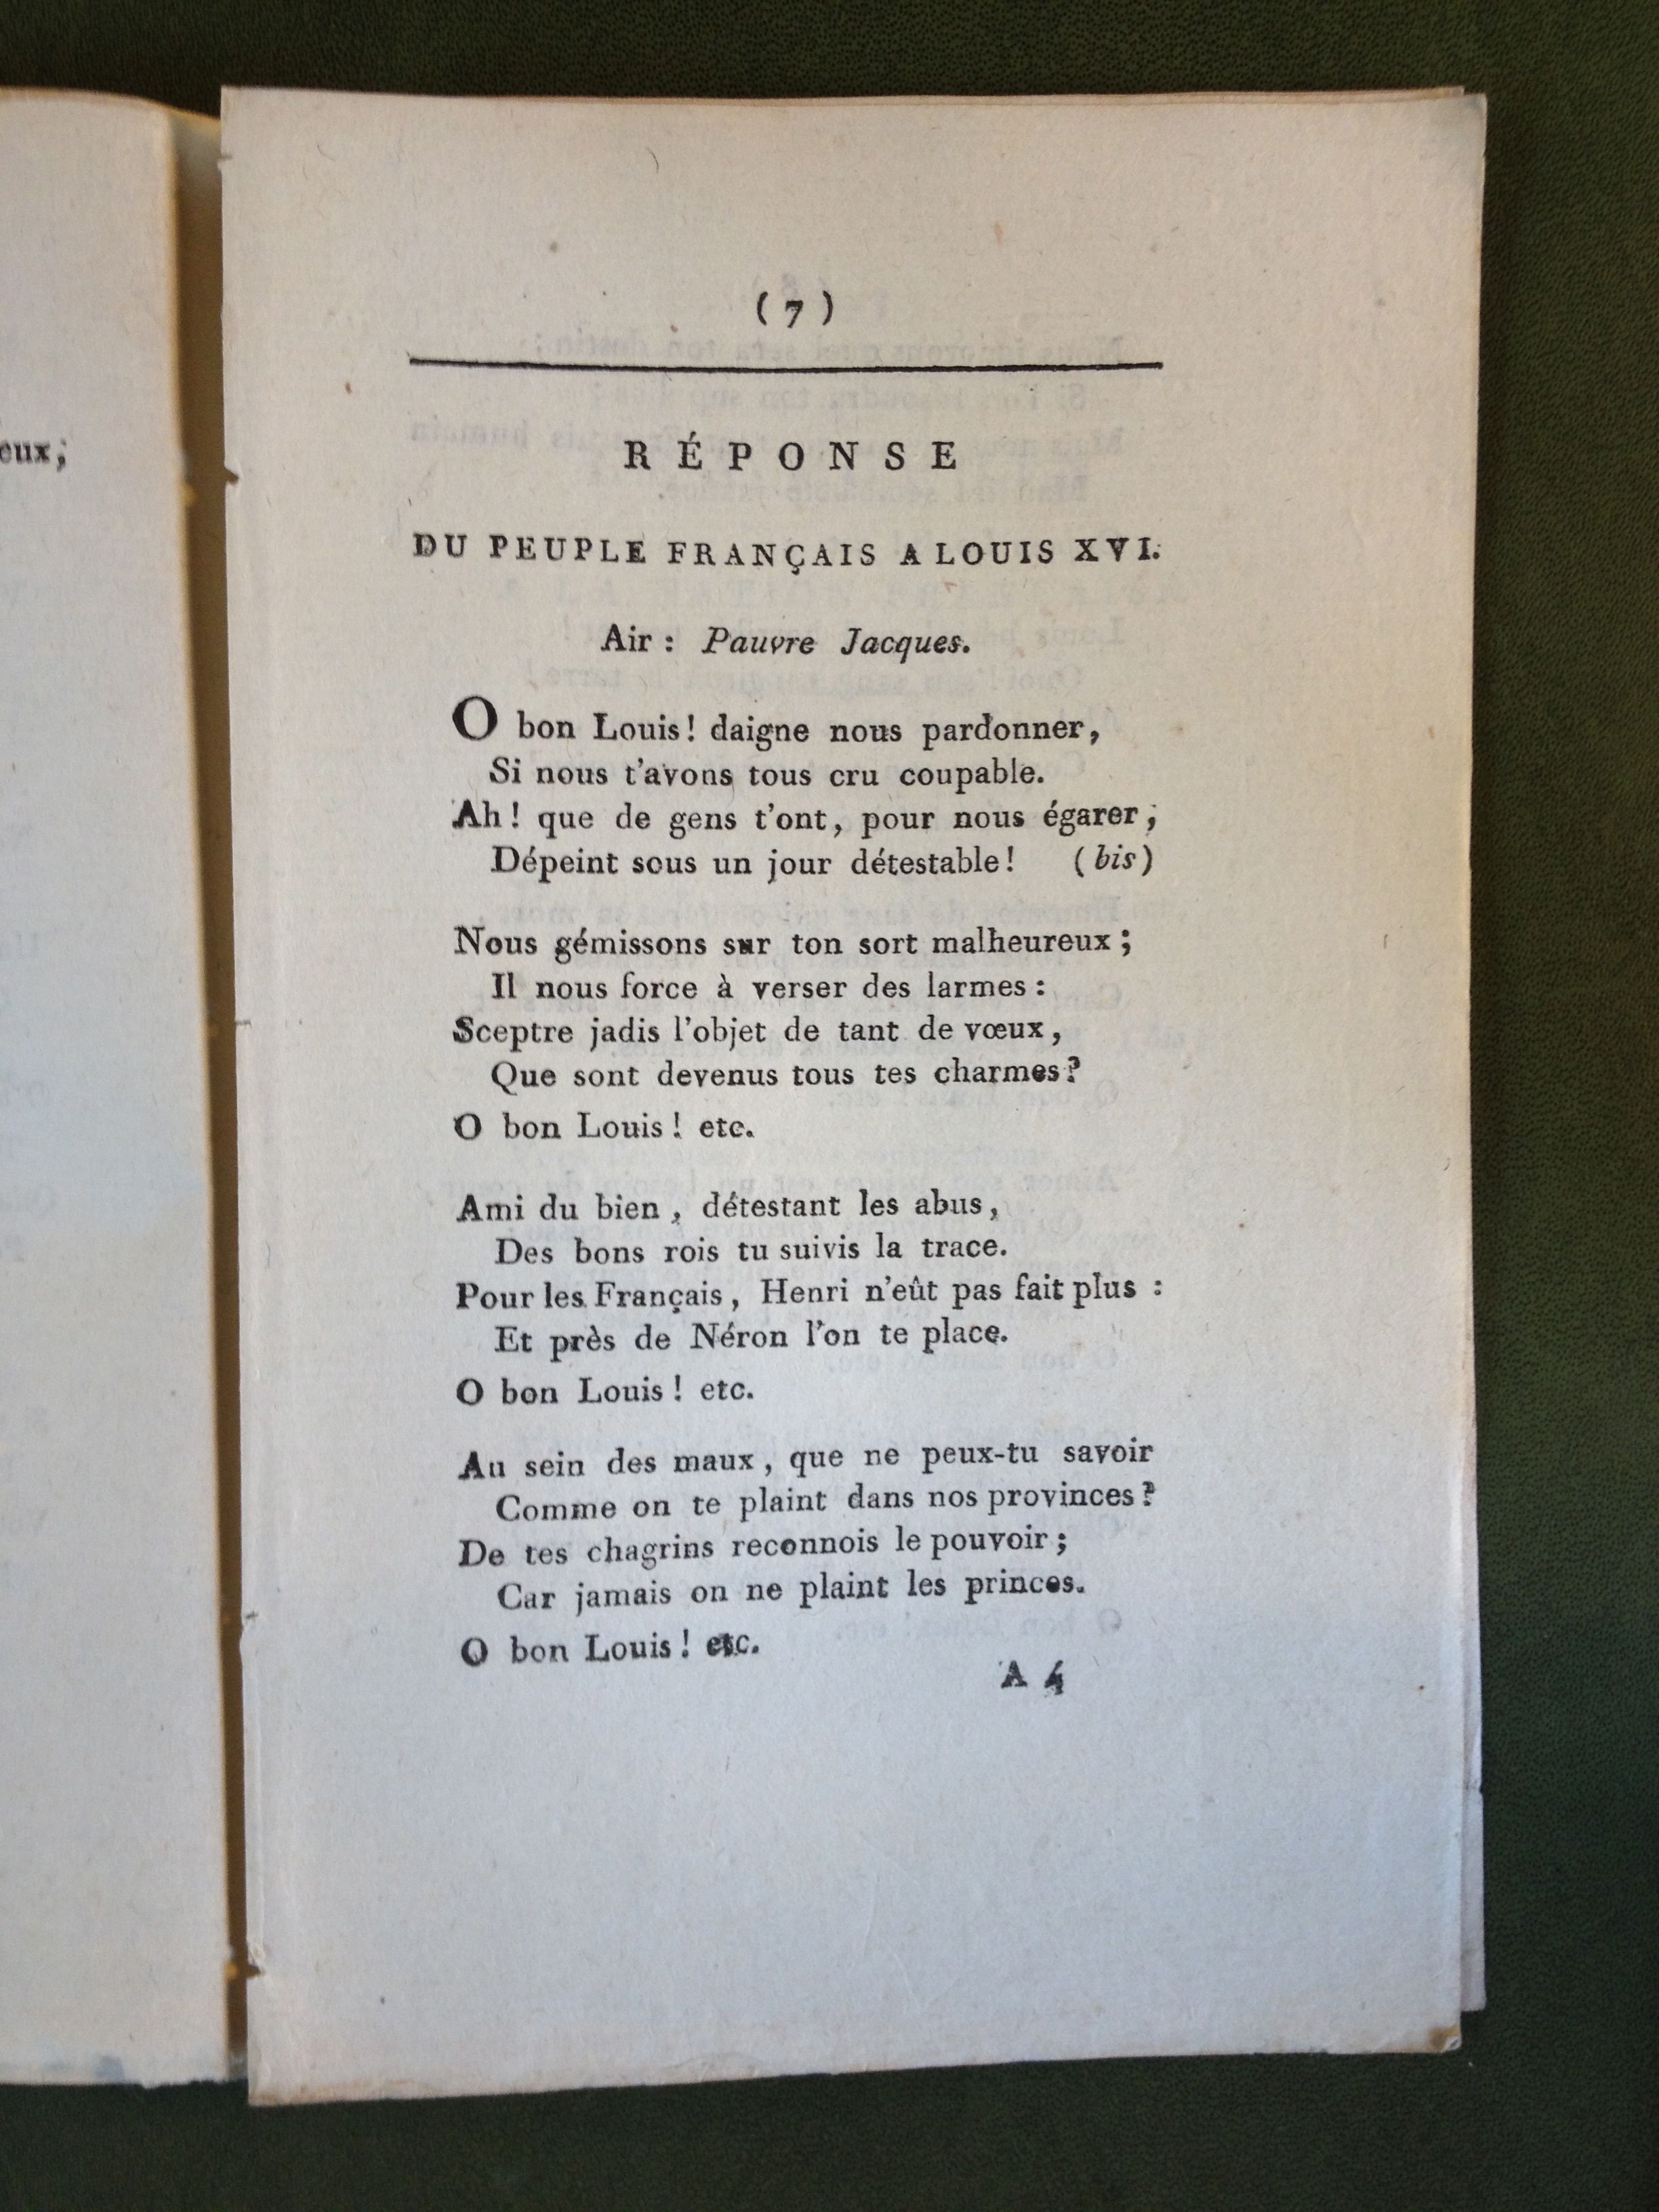 eux;
( 7 )
RÉPONSE
DU PEUPLE FRANÇAIS A LOUIS XVI.
Air : Pauvre Jacques.
O bon Louis ! daigne nous pardonner,
Si nous t'avons tous cru coupable.
Ah ! que de gens t'ont, pour nous égarer,
Dépeint sous un jour détestable ! (bis)
Nous gémissons sur ton sort malheureux ;
Il nous force à verser des larmes :
Sceptre jadis l'objet de tant de vœux,
Que sont devenus tous tes charmes ?
O bon Louis ! etc.
Ami du bien, détestant les abus,
Des bons rois tu suivis la trace.
Pour les Français, Henri n'eût pas fait plus :
Et près de Néron l'on te place.
O bon Louis ! etc.
Au sein des maux, que ne peux-tu savoir
Comme on te plaint dans nos provinces ?
De tes chagrins reconnois le pouvoir ;
Car jamais on ne plaint les princes.
O bon Louis ! etc.
A 4